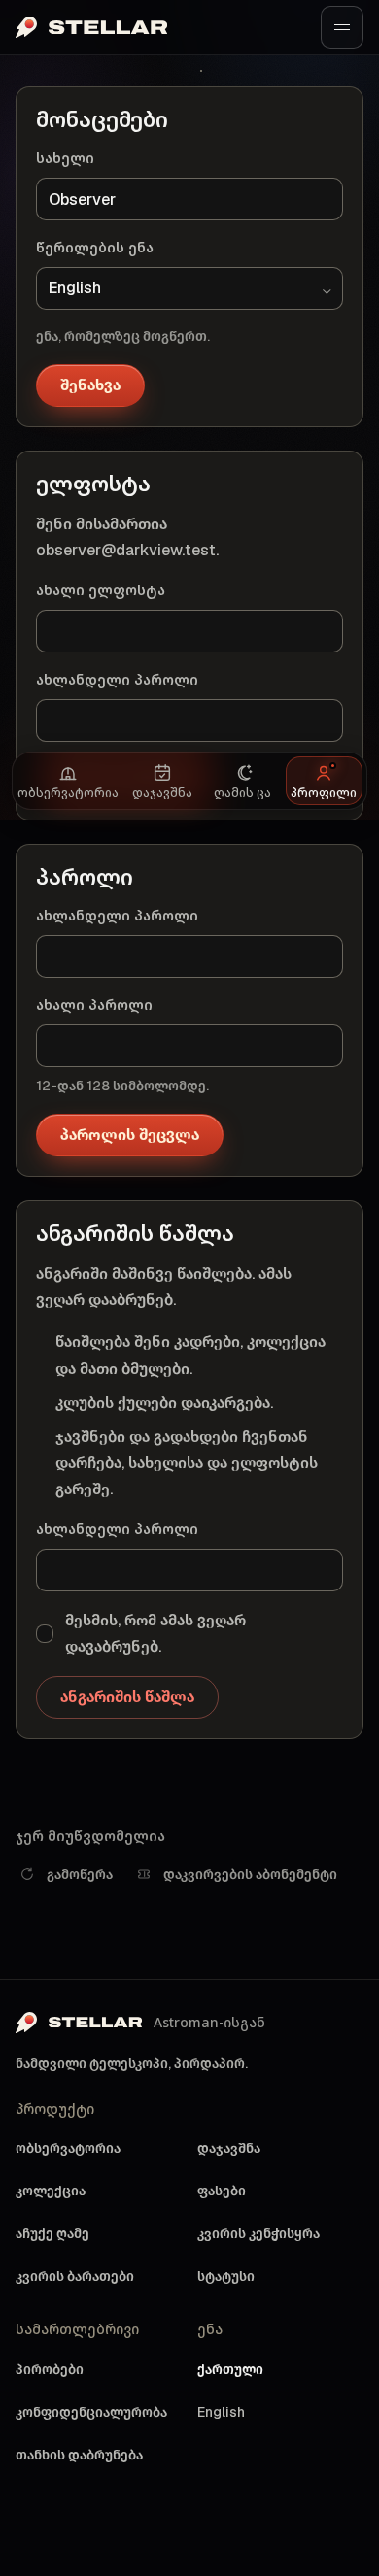 STELLAR
მონაცემები
სახელი
Observer
წერილების ენა
English
ენა, რომელზეც მოგწერთ.
შენახვა
ელფოსტა
შენი მისამართია
observer@darkview.test.
ახალი ელფოსტა
ახლანდელი პაროლი
ობსერვატორია
დაჯავშნა
ღამის ცა
პროფილი
პაროლი
ახლანდელი პაროლი
ახალი პაროლი
12-დან 128 სიმბოლომდე.
პაროლის შეცვლა
ანგარიშის წაშლა
ანგარიში მაშინვე წაიშლება. ამას
ვეღარ დააბრუნებ.
წაიშლება შენი კადრები, კოლექცია
და მათი ბმულები.
კლუბის ქულები დაიკარგება.
ჯავშნები და გადახდები ჩვენთან
დარჩება, სახელისა და ელფოსტის
გარეშე.
ახლანდელი პაროლი
მესმის, რომ ამას ვეღარ
დავაბრუნებ.
ანგარიშის წაშლა
ჯერ მიუწვდომელია
გამოწერა
დაკვირვების აბონემენტი
STELLAR Astroman-ისგან
ნამდვილი ტელესკოპი, პირდაპირ.
პროდუქტი
ობსერვატორია
დაჯავშნა
კოლექცია
ფასები
აჩუქე ღამე
კვირის კენჭისყრა
კვირის ბარათები
სტატუსი
სამართლებრივი
ენა
პირობები
ქართული
კონფიდენციალურობა
English
თანხის დაბრუნება